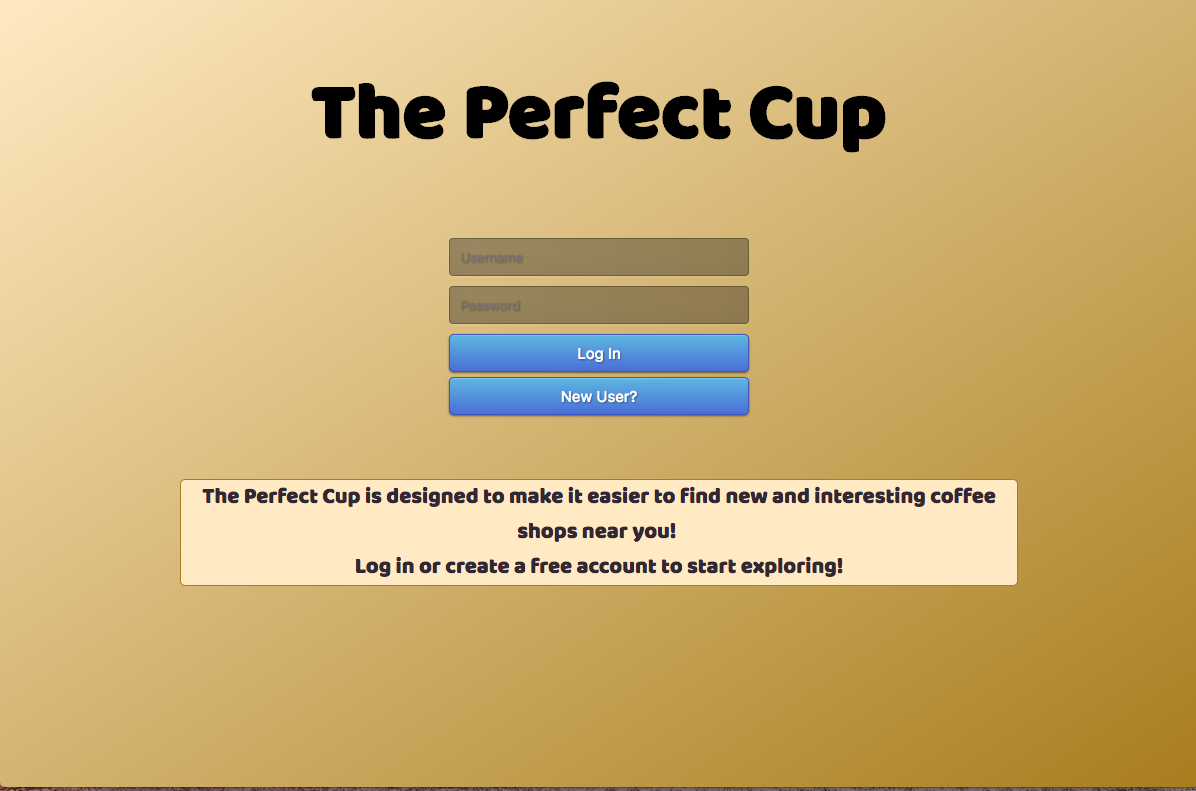 The Perfect Cup
Username
Password
Log In
New User?
The Perfect Cup is designed to make it easier to find new and interesting coffee
shops near you!
Log in or create a free account to start exploring!